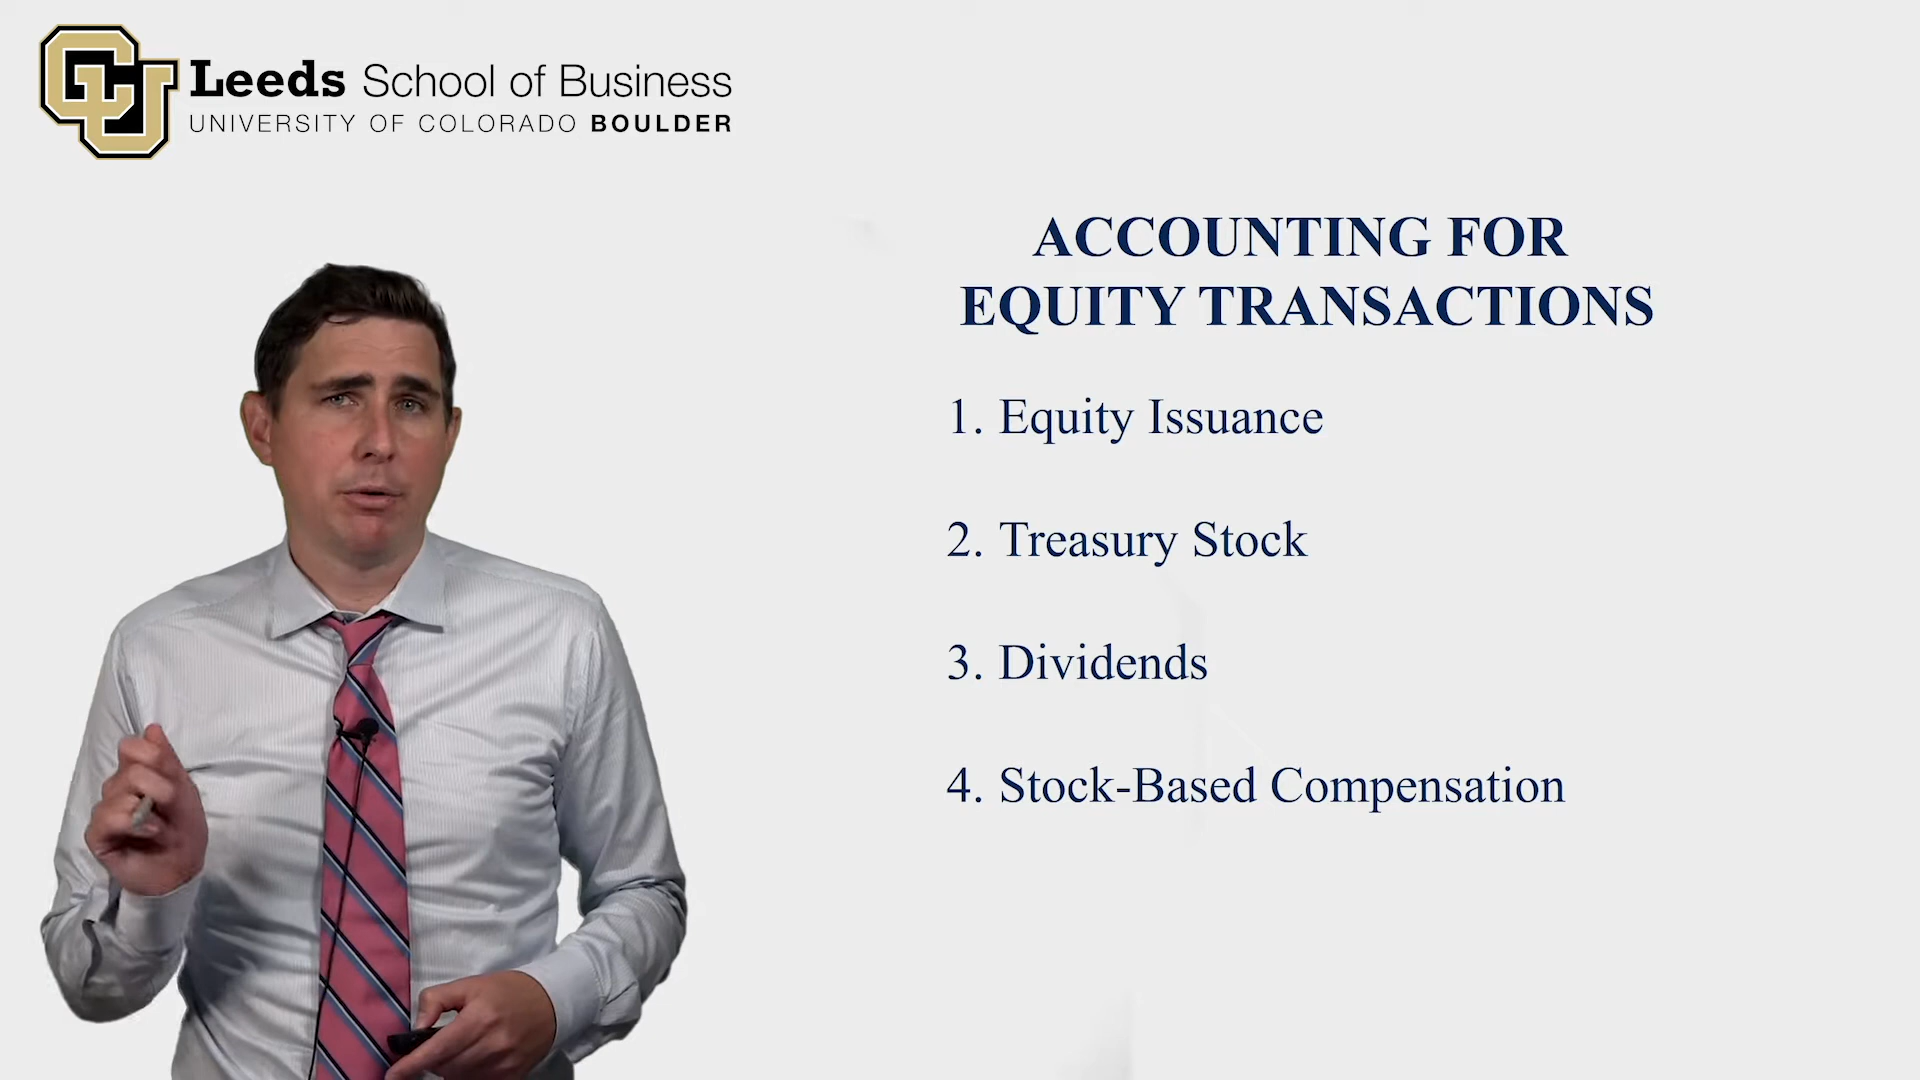 CU
Leeds School of Business
UNIVERSITY OF COLORADO BOULDER
ACCOUNTING FOR
EQUITY TRANSACTIONS
1. Equity Issuance
2. Treasury Stock
3. Dividends
4. Stock-Based Compensation